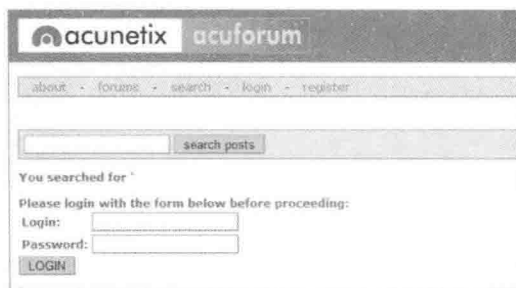 acunetix acuforum
about - forums - search - login - register
search posts
You searched for `
Please login with the form below before proceeding:
Login:
Password:
LOGIN